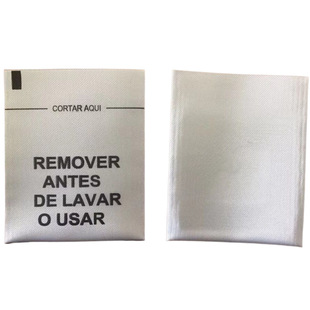 CORTAR AQUI
REMOVER
ANTES
DE LAVAR
O USAR